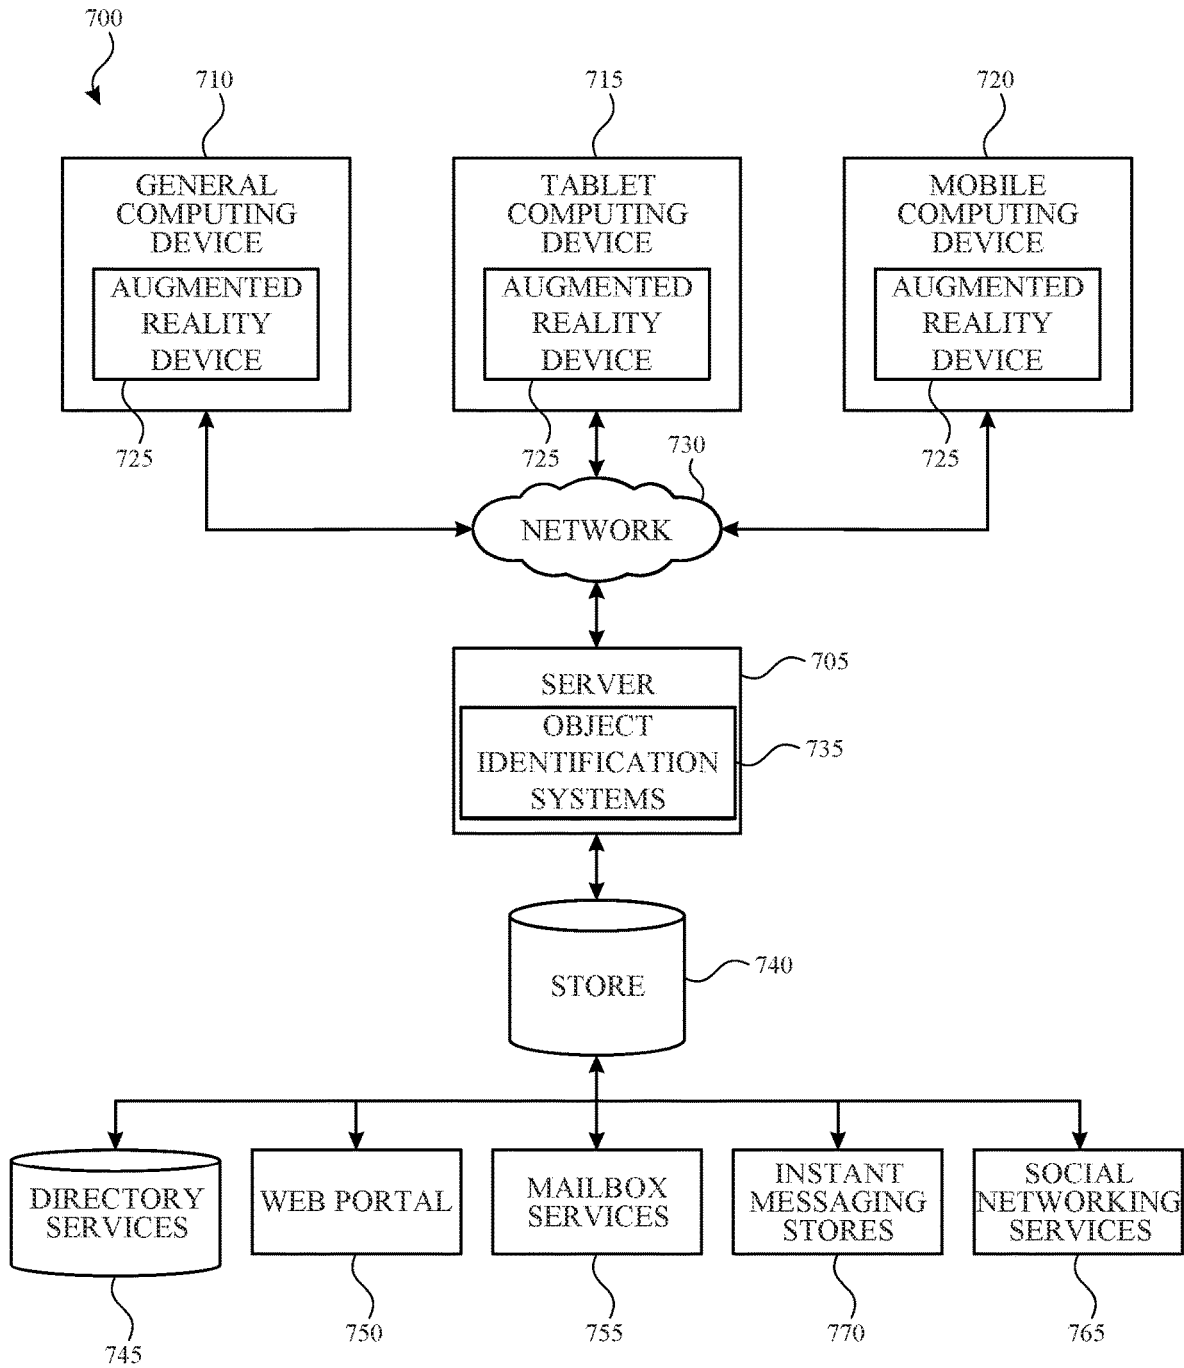 700
710
715
720
GENERAL
COMPUTING
DEVICE
AUGMENTED
REALITY
DEVICE
725
TABLET
COMPUTING
DEVICE
AUGMENTED
REALITY
DEVICE
725
MOBILE
COMPUTING
DEVICE
AUGMENTED
REALITY
DEVICE
725
730
NETWORK
705
SERVER
OBJECT
IDENTIFICATION
SYSTEMS
735
STORE
740
DIRECTORY
SERVICES
WEB PORTAL
MAILBOX
SERVICES
INSTANT
MESSAGING
STORES
SOCIAL
NETWORKING
SERVICES
745
750
755
770
765